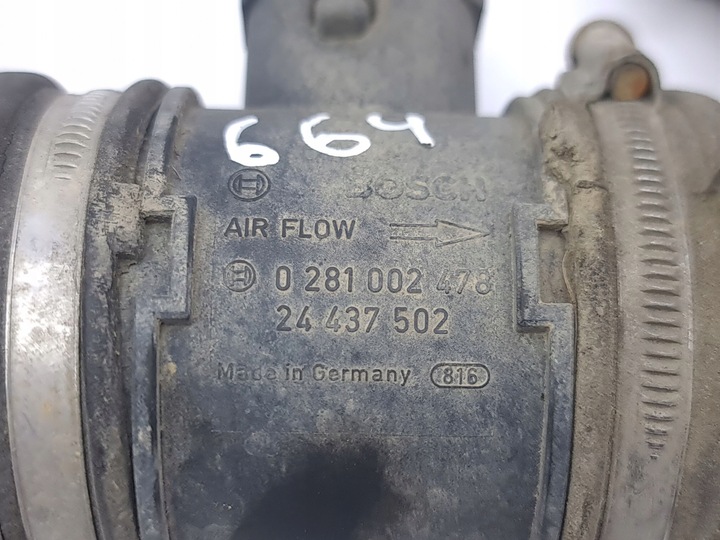 664
BOSCH
AIR FLOW
0 281 002 478
24 437 502
Made in Germany 816